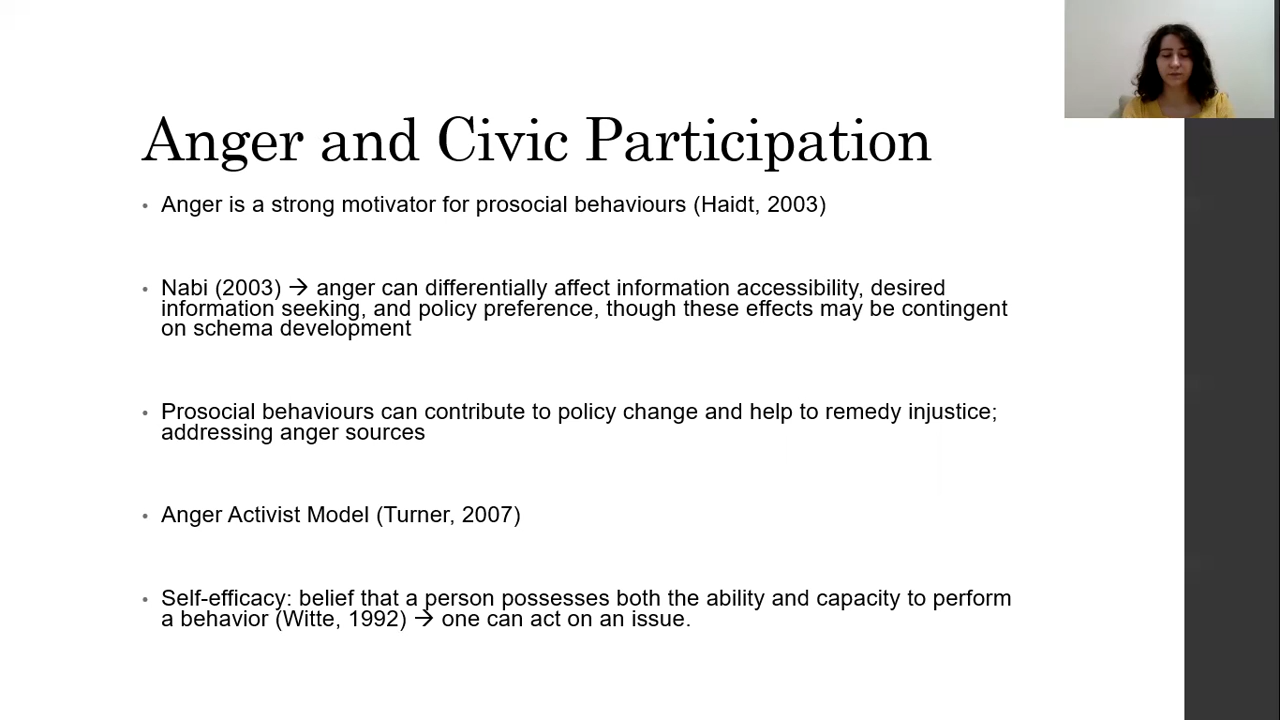 Anger and Civic Participation
• Anger is a strong motivator for prosocial behaviours (Haidt, 2003)
• Nabi (2003) → anger can differentially affect information accessibility, desired
information seeking, and policy preference, though these effects may be contingent
on schema development
• Prosocial behaviours can contribute to policy change and help to remedy injustice;
addressing anger sources
• Anger Activist Model (Turner, 2007)
• Self-efficacy: belief that a person possesses both the ability and capacity to perform
a behavior (Witte, 1992) → one can act on an issue.